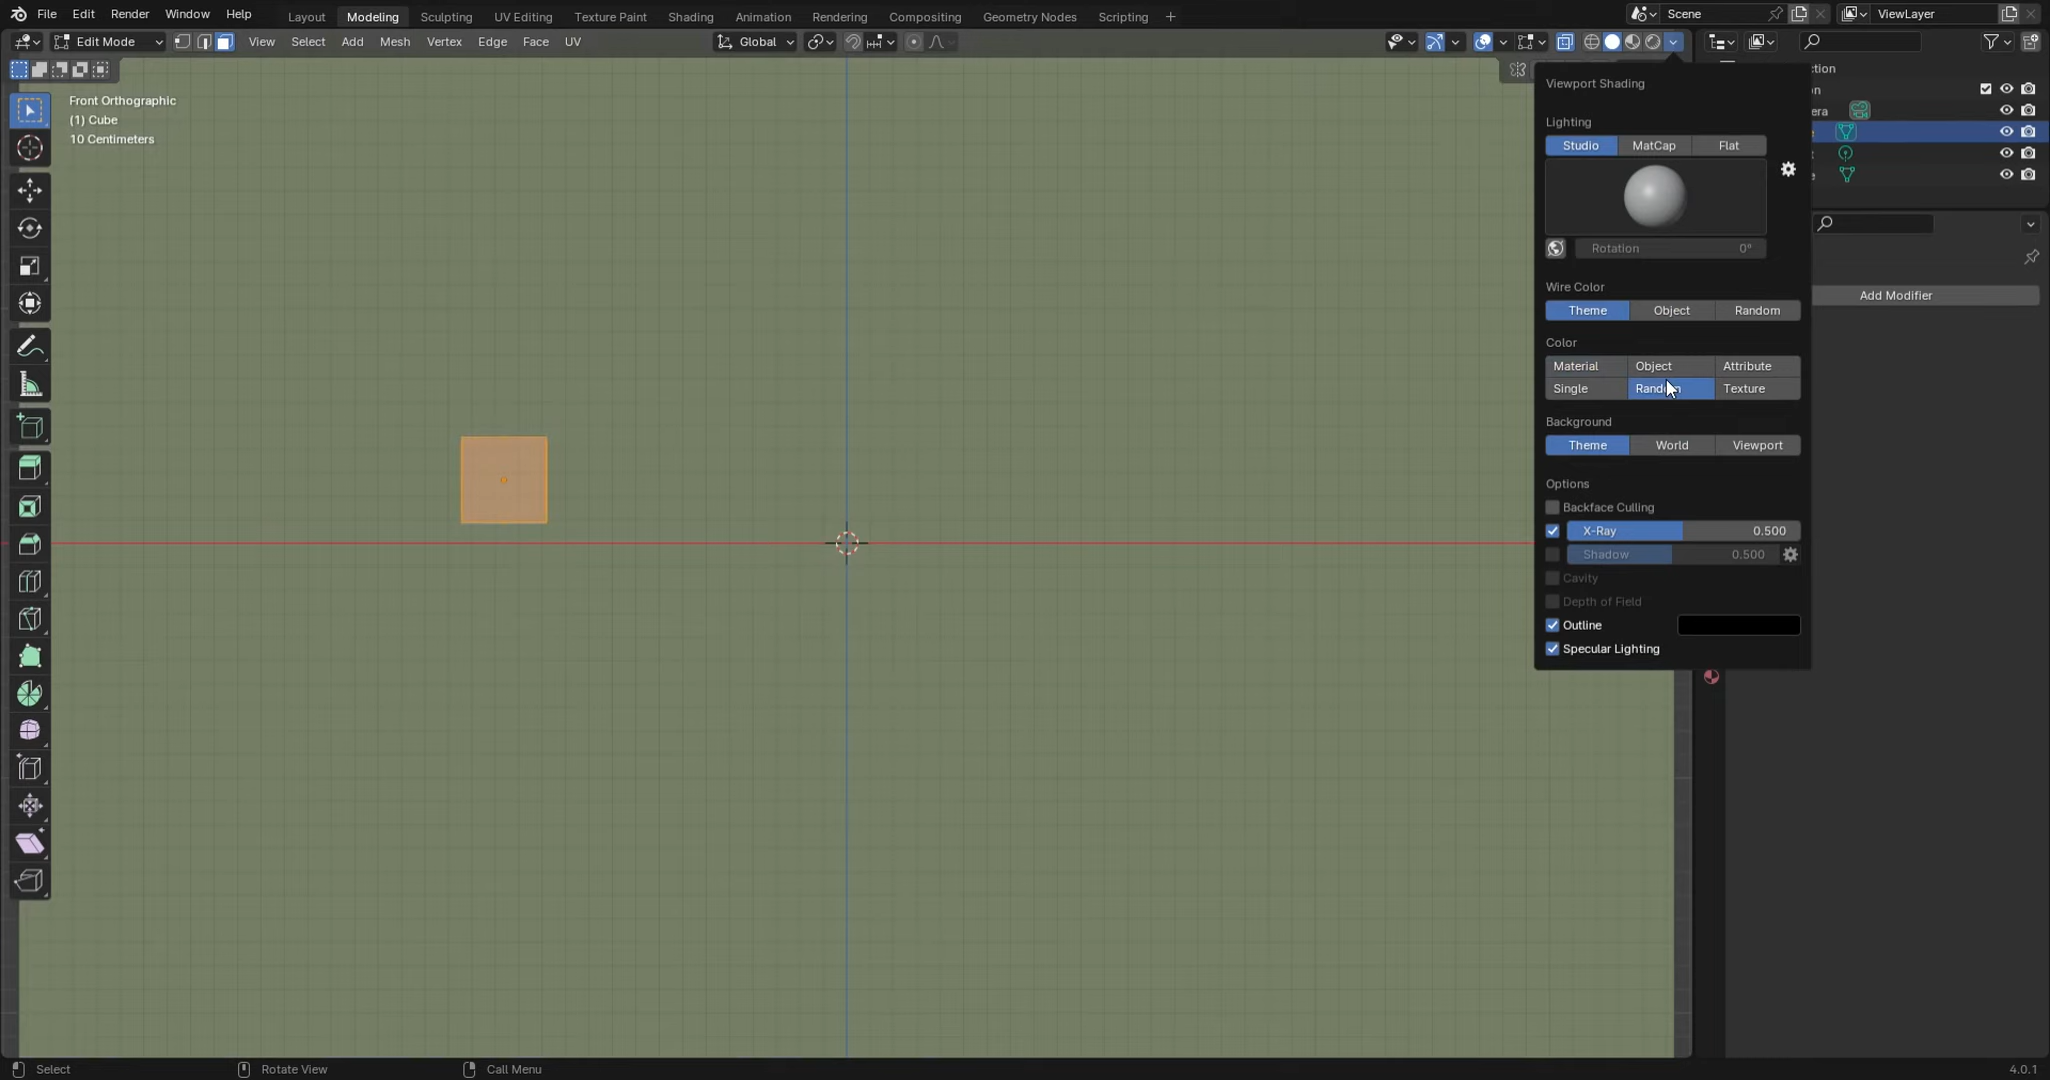 File Edit Render Window Help Layout Modeling Sculpting UV Editing Texture Paint Shading Animation Rendering Compositing Geometry Nodes Scripting + Scene ViewLayer
Edit Mode View Select Add Mesh Vertex Edge Face UV Global
Front Orthographic
(1) Cube
10 Centimeters
Viewport Shading
Lighting
Studio MatCap Flat
Rotation 0°
Wire Color
Theme Object Random
Color
Material Object Attribute
Single Texture
Background
Theme World Viewport
Options
Backface Culling
X-Ray 0.500
Shadow 0.500
Cavity
Depth of Field
Outline
Specular Lighting
Add Modifier
Select Rotate View Call Menu 4.0.1